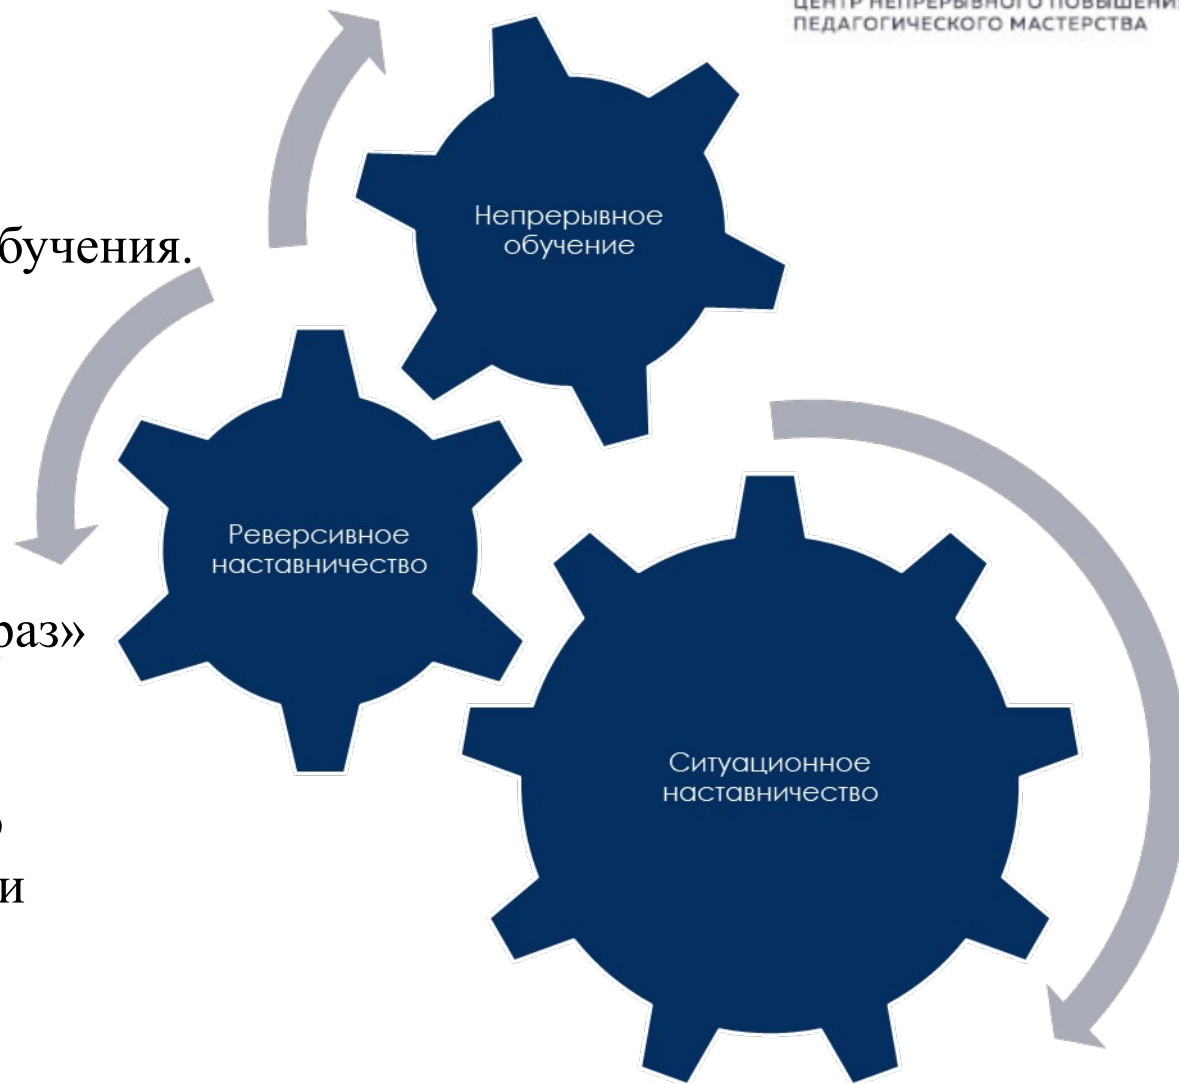 ЦЕНТР НЕПРЕРЫВНОГО ПОВЫШЕНИЯ
ПЕДАГОГИЧЕСКОГО МАСТЕРСТВА
Непрерывное
обучение
бучения.
Реверсивное
наставничество
раз»
Ситуационное
наставничество
и